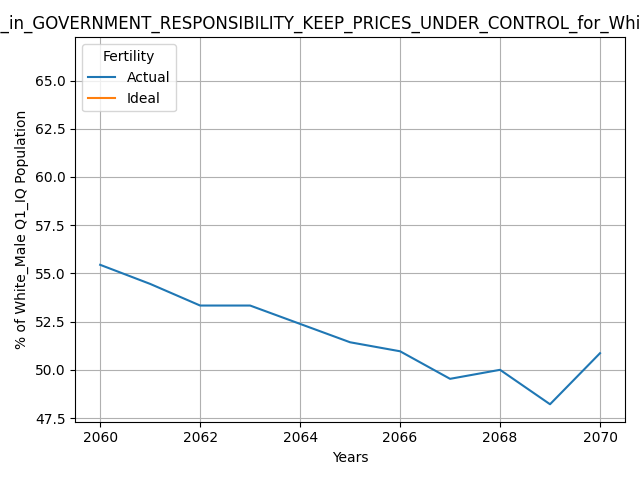 _in_GOVERNMENT_RESPONSIBILITY_KEEP_PRICES_UNDER_CONTROL_for_Whi
Fertility
Actual
Ideal
65.0
62.5
60.0
57.5
55.0
52.5
50.0
47.5
% of White_Male Q1_IQ Population
2060 2062 2064 2066 2068 2070
Years